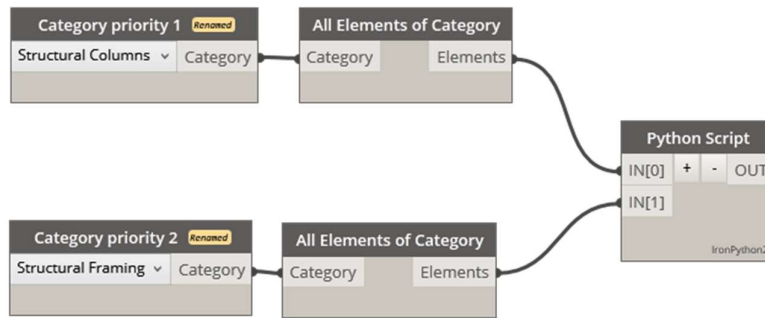 Category priority 1 Renamed
Structural Columns Category
All Elements of Category
Category Elements
Python Script
IN[0] + - OUT
IN[1]
Category priority 2 Renamed
Structural Framing Category
All Elements of Category
Category Elements